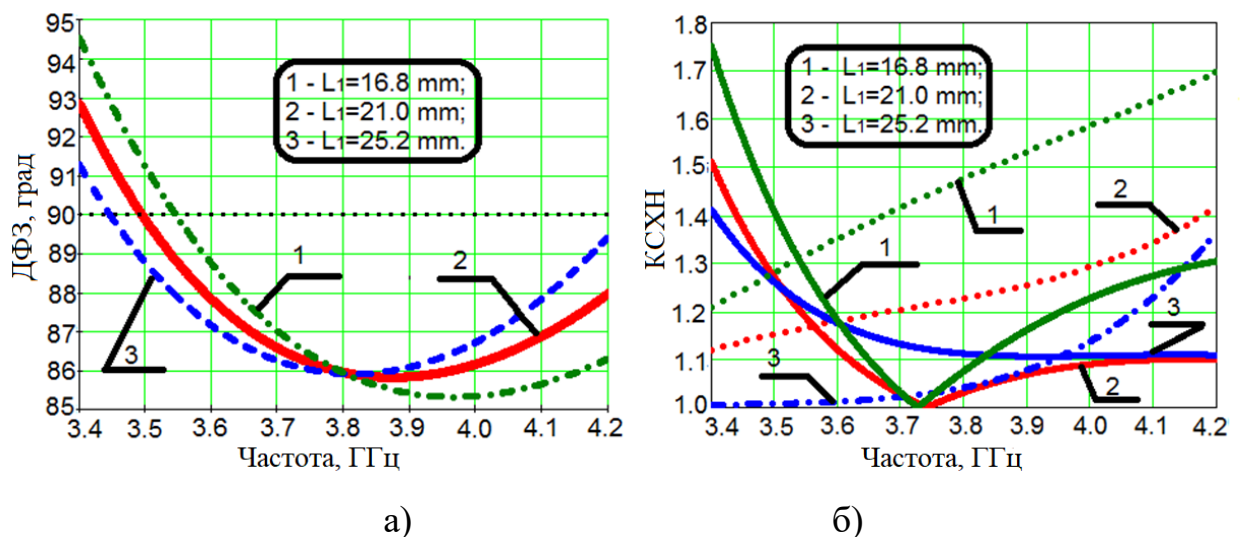 95
94
93
92
91
90
89
88
87
86
85
ДФЗ, град
1 - L1=16.8 mm;
2 - L1=21.0 mm;
3 - L1=25.2 mm.
1
2
3
3.4 3.5 3.6 3.7 3.8 3.9 4.0 4.1 4.2
Частота, ГГц
а)
1.8
1.7
1.6
1.5
1.4
1.3
1.2
1.1
1.0
КСХН
1 - L1=16.8 mm;
2 - L1=21.0 mm;
3 - L1=25.2 mm.
2
1
1
3
3
2
3.4 3.5 3.6 3.7 3.8 3.9 4.0 4.1 4.2
Частота, ГГц
б)